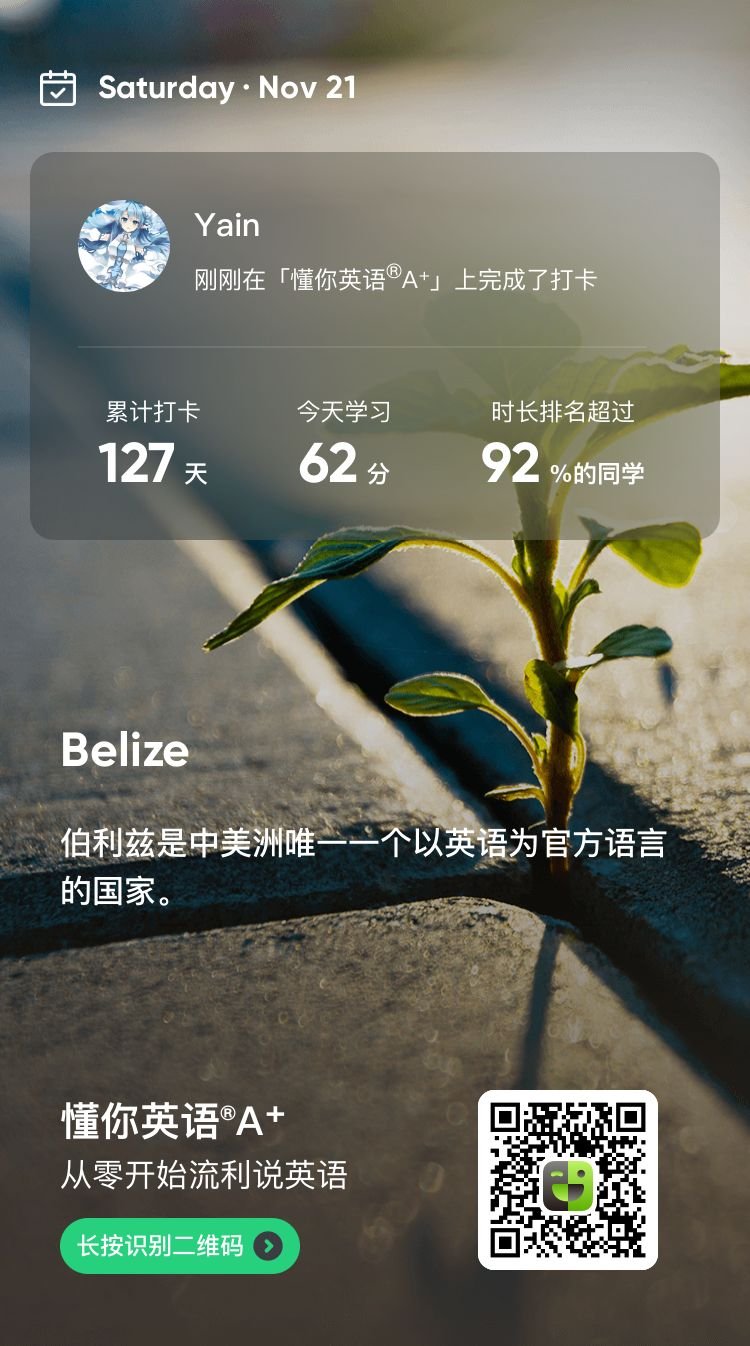 Saturday · Nov 21
Yain
刚刚在「懂你英语®A⁺」上完成了打卡
累计打卡 今天学习 时长排名超过
127 天 62 分 92 %的同学
Belize
伯利兹是中美洲唯一一个以英语为官方语言
的国家。
懂你英语®A⁺
从零开始流利说英语
长按识别二维码